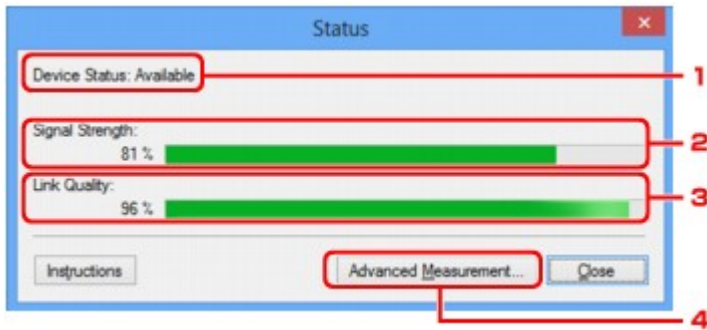 Status
Device Status: Available
1
Signal Strength:
81 %
2
Link Quality:
96 %
3
Instructions
Advanced Measurement...
Close
4